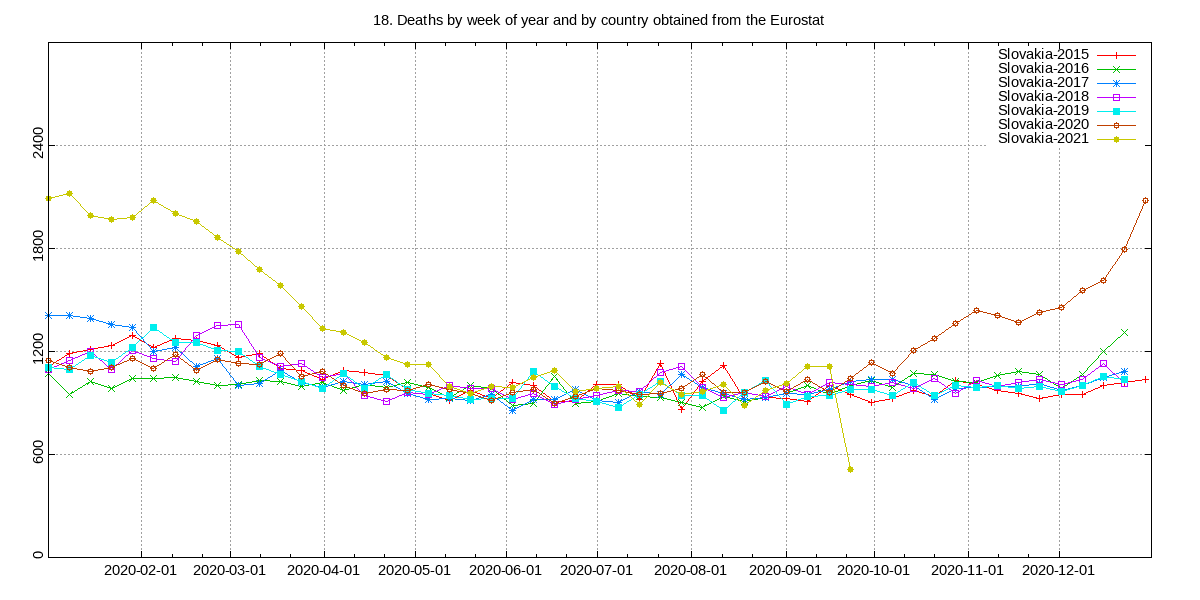 18. Deaths by week of year and by country obtained from the Eurostat
Slovakia-2015
Slovakia-2016
Slovakia-2017
Slovakia-2018
Slovakia-2019
Slovakia-2020
Slovakia-2021
2400
1800
1200
600
0
2020-02-01 2020-03-01 2020-04-01 2020-05-01 2020-06-01 2020-07-01 2020-08-01 2020-09-01 2020-10-01 2020-11-01 2020-12-01